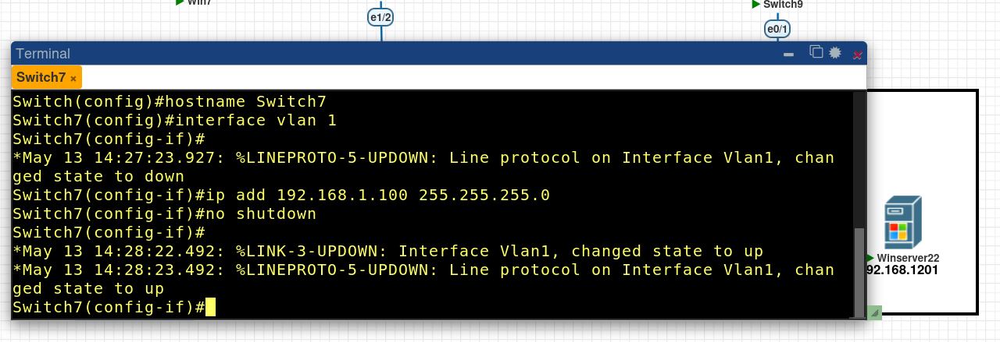 Win7
Switch9
e1/2
e0/1
Terminal
Switch7 ×
Switch(config)#hostname Switch7
Switch7(config)#interface vlan 1
Switch7(config-if)#
*May 13 14:27:23.927: %LINEPROTO-5-UPDOWN: Line protocol on Interface Vlan1, chan
ged state to down
Switch7(config-if)#ip add 192.168.1.100 255.255.255.0
Switch7(config-if)#no shutdown
Switch7(config-if)#
*May 13 14:28:22.492: %LINK-3-UPDOWN: Interface Vlan1, changed state to up
*May 13 14:28:23.492: %LINEPROTO-5-UPDOWN: Line protocol on Interface Vlan1, chan
ged state to up
Switch7(config-if)#
Winserver22
92.168.1201